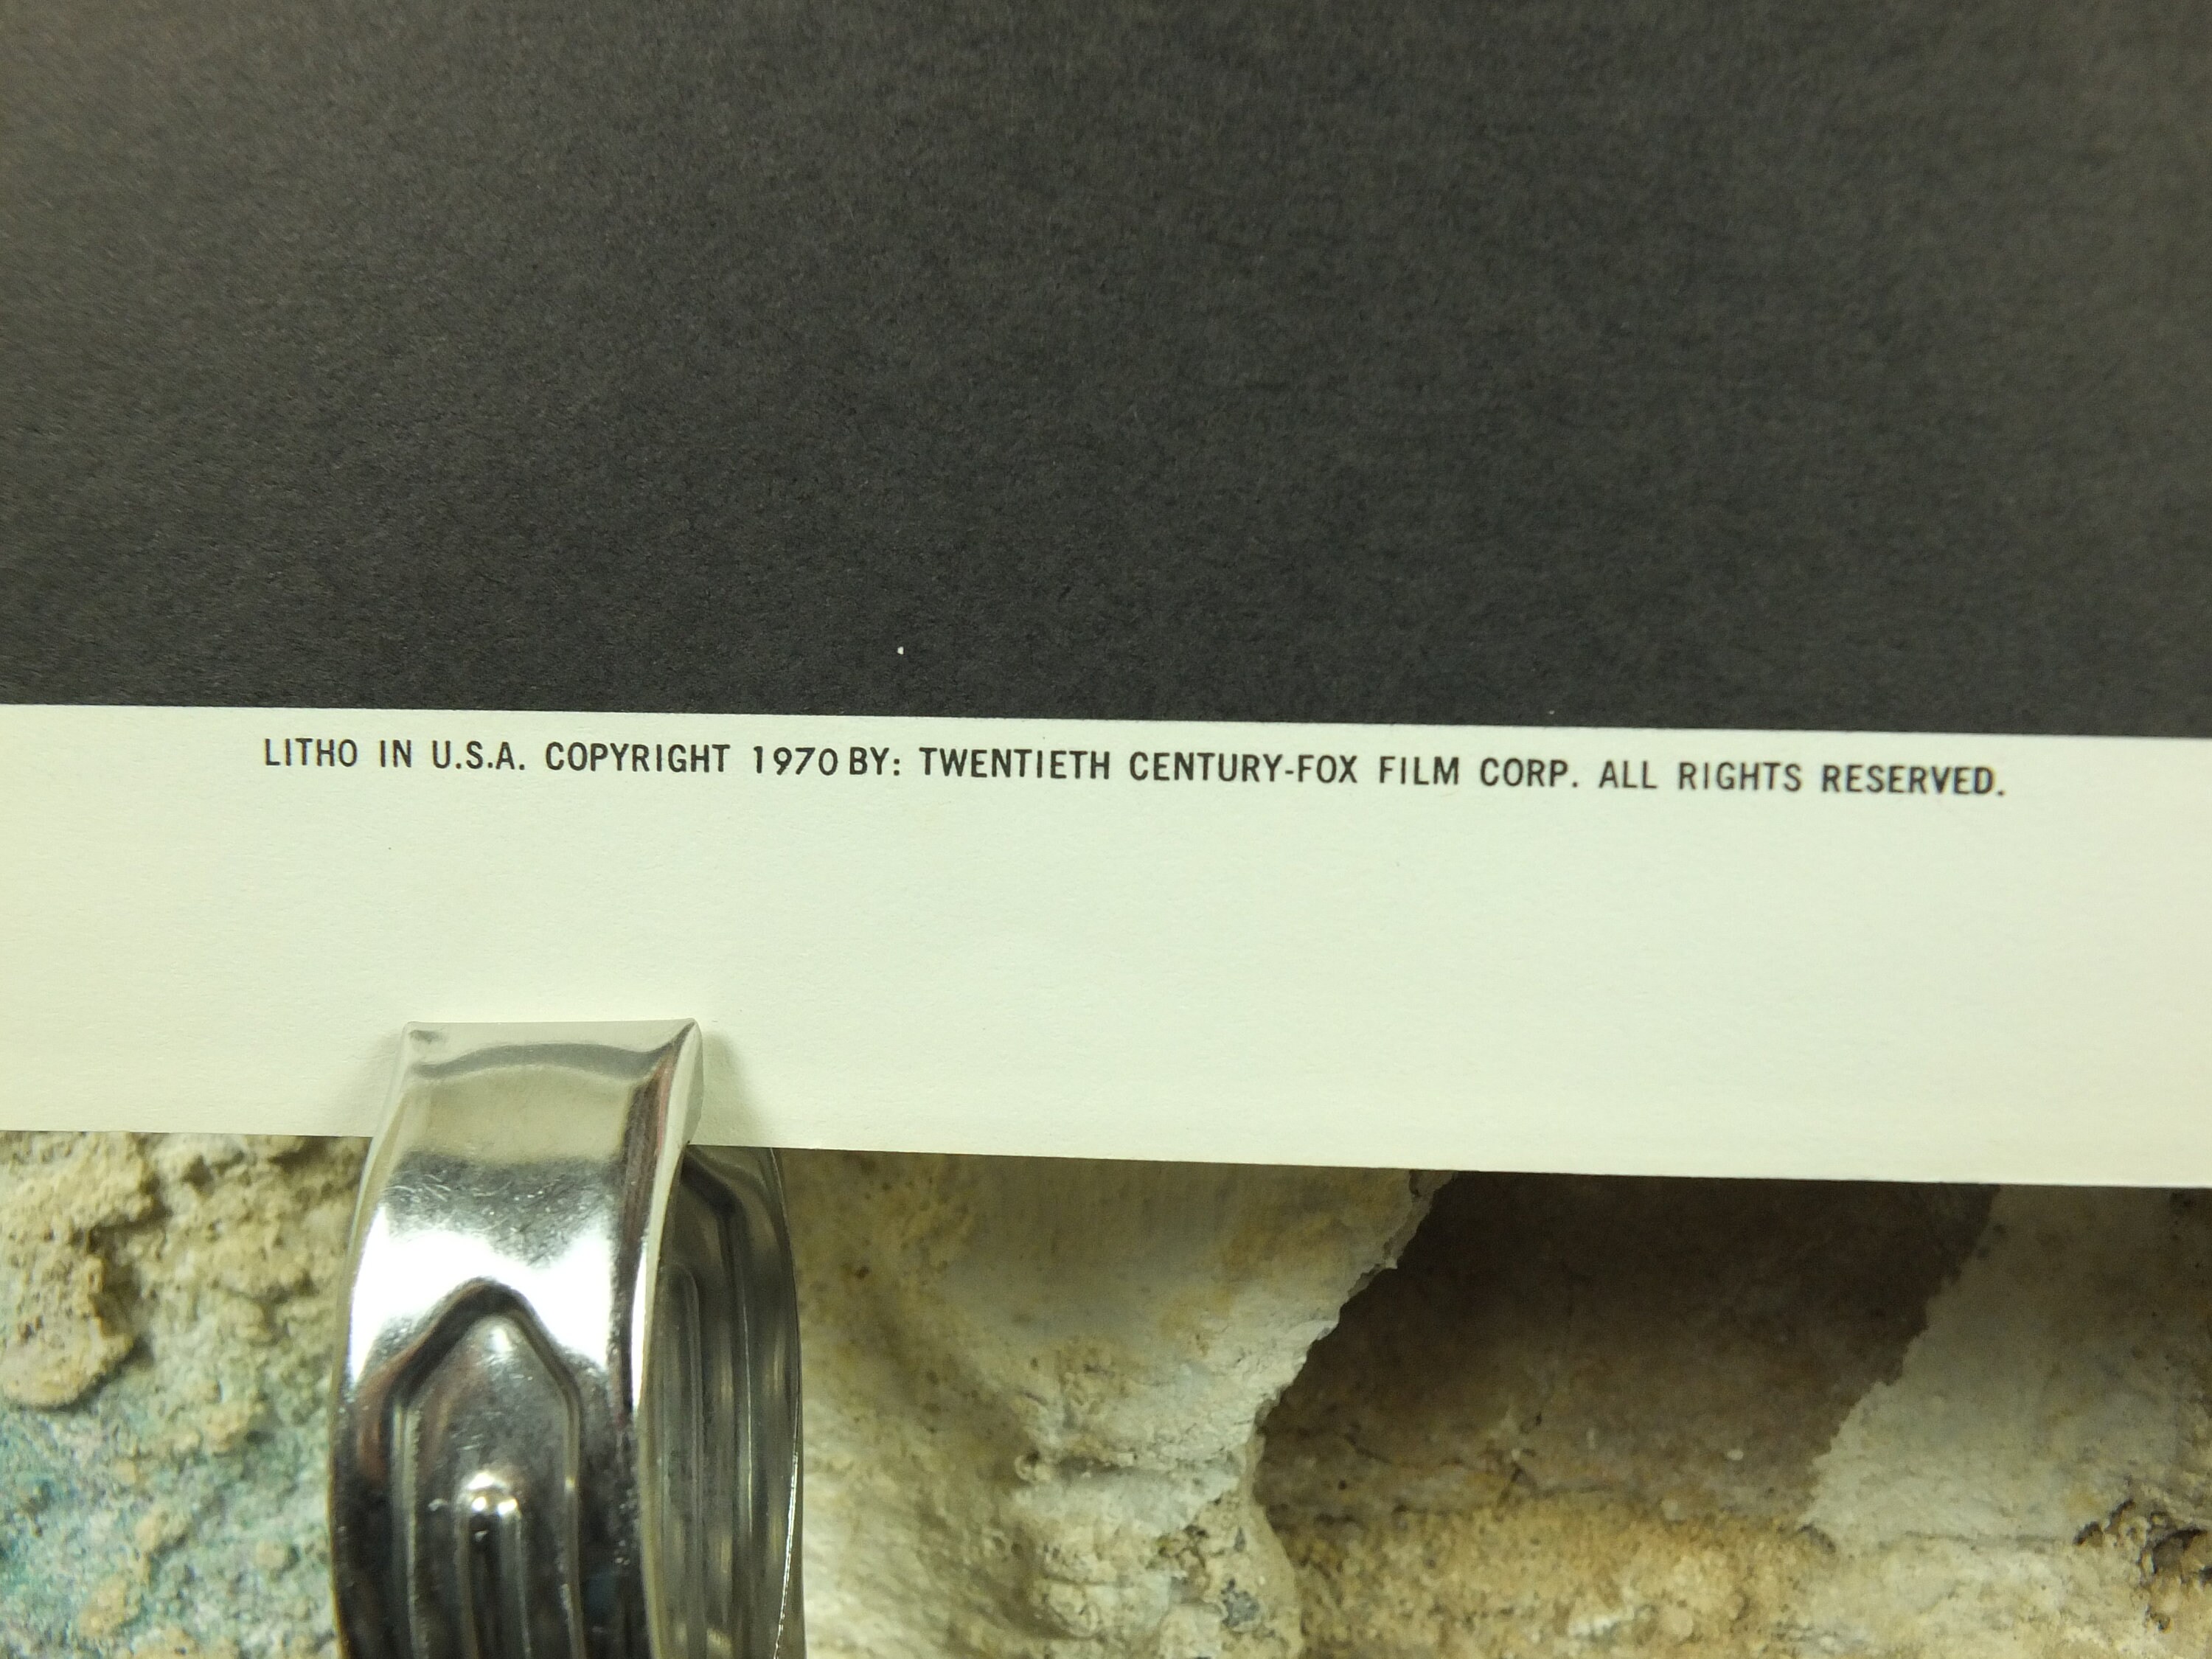 LITHO IN U.S.A. COPYRIGHT 1970 BY: TWENTIETH CENTURY-FOX FILM CORP. ALL RIGHTS RESERVED.